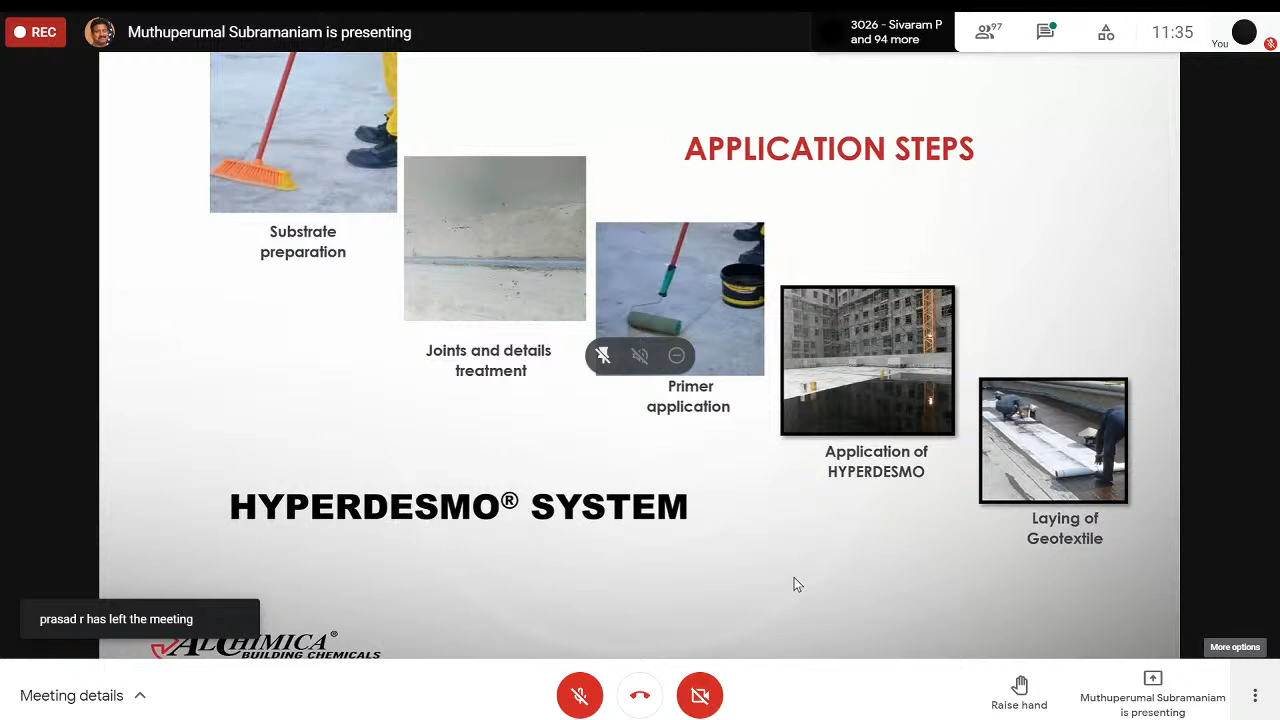 REC
Muthuperumal Subramaniam is presenting
3026 - Sivaram P
and 94 more
97
11:35
You
APPLICATION STEPS
Substrate
preparation
Joints and details
treatment
Primer
application
Application of
HYPERDESMO
Laying of
Geotextile
HYPERDESMO® SYSTEM
prasad r has left the meeting
ALCHIMICA®
BUILDING CHEMICALS
More options
Meeting details
Raise hand
Muthuperumal Subramaniam
is presenting